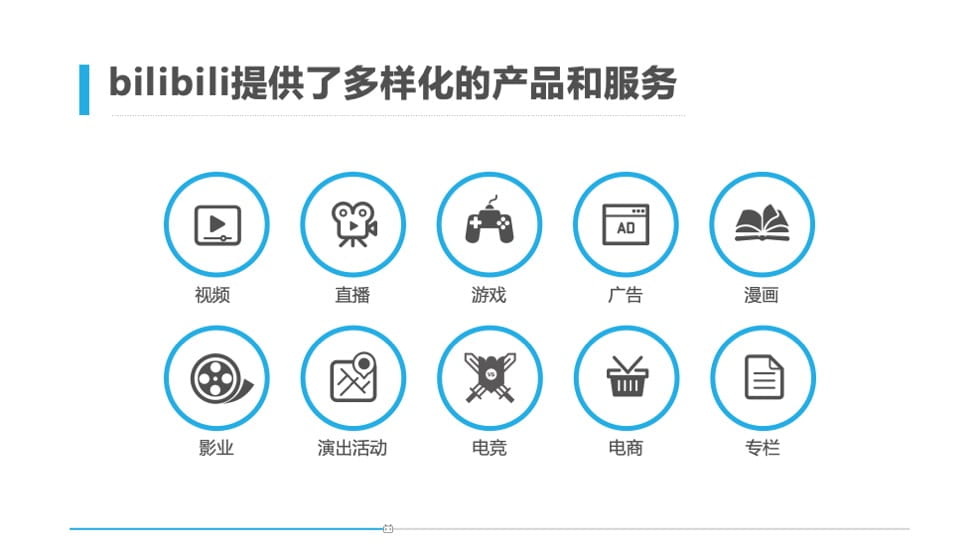 bilibili提供了多样化的产品和服务
AD
视频 直播 游戏 广告 漫画
VS
影业 演出活动 电竞 电商 专栏